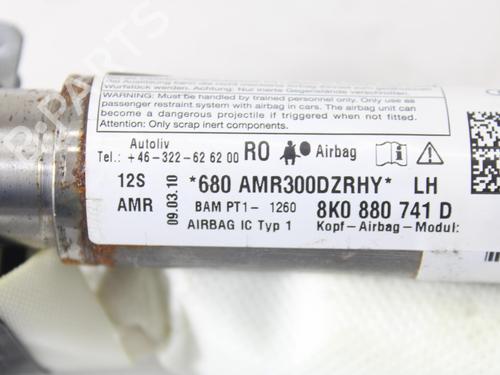 WARNING: May be handled by trained personnel only. Only for use as
passenger restraint system with airbag in cars. The airbag unit can
become a dangerous projectile if triggered when not fitted.
Attention: Only scrap inert components.
Autoliv
Tel.: +46-322-62 62 00
RO
Airbag
12S
*680 AMR300DZRHY*
LH
AMR
09.03.10
BAM PT1- 1260
8K0 880 741 D
AIRBAG IC Typ 1
Kopf-Airbag-Modul:
B-PARTS